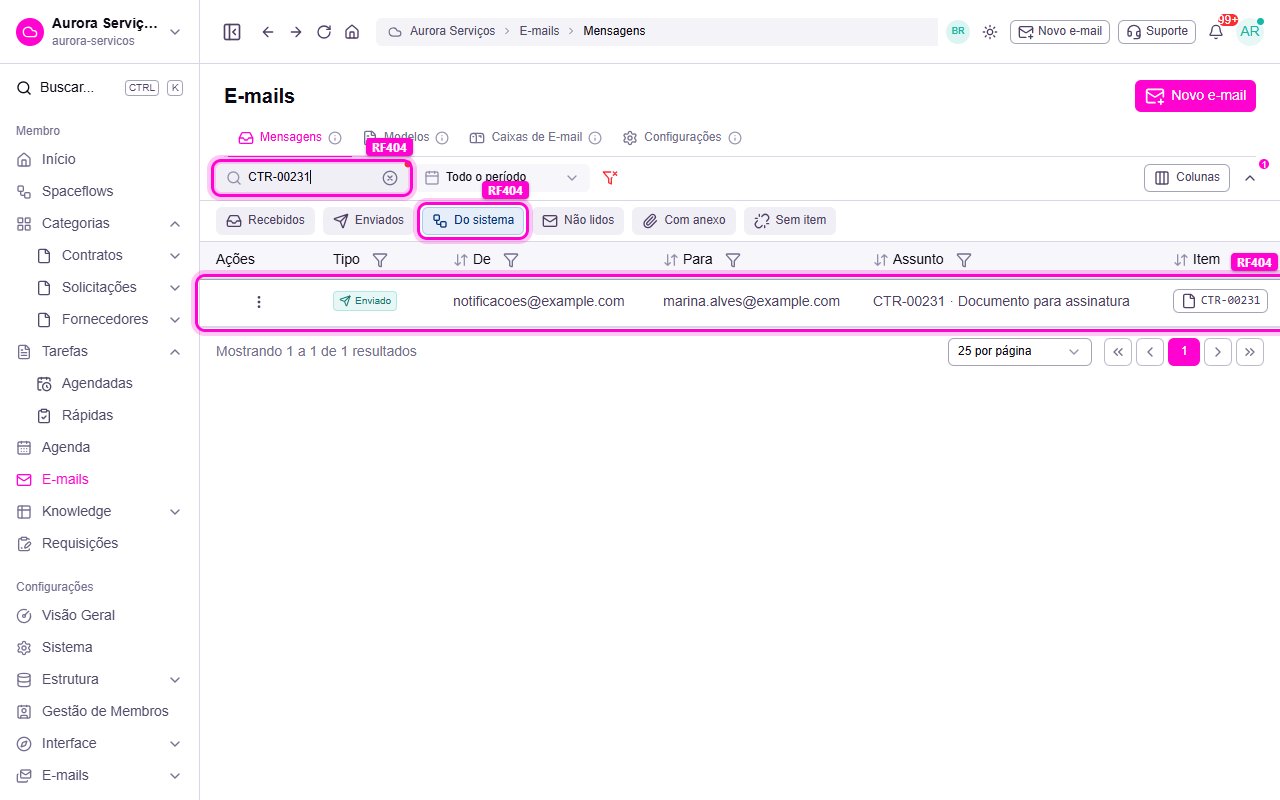 Aurora Serviç...
aurora-servicos
Buscar... CTRL K
Membro
Início
Spaceflows
Categorias
Contratos
Solicitações
Fornecedores
Tarefas
Agendadas
Rápidas
Agenda
E-mails
Knowledge
Requisições
Configurações
Visão Geral
Sistema
Estrutura
Gestão de Membros
Interface
E-mails
Aurora Serviços > E-mails > Mensagens
BR
Novo e-mail
Suporte
99+
AR
E-mails
Novo e-mail
Mensagens Modelos Caixas de E-mail Configurações
RF404
CTR-00231 Todo o período Colunas 1
RF404
Recebidos Enviados Do sistema Não lidos Com anexo Sem item
Ações Tipo De Para Assunto Item
RF404
Enviado notificacoes@example.com marina.alves@example.com CTR-00231 · Documento para assinatura CTR-00231
Mostrando 1 a 1 de 1 resultados 25 por página 1